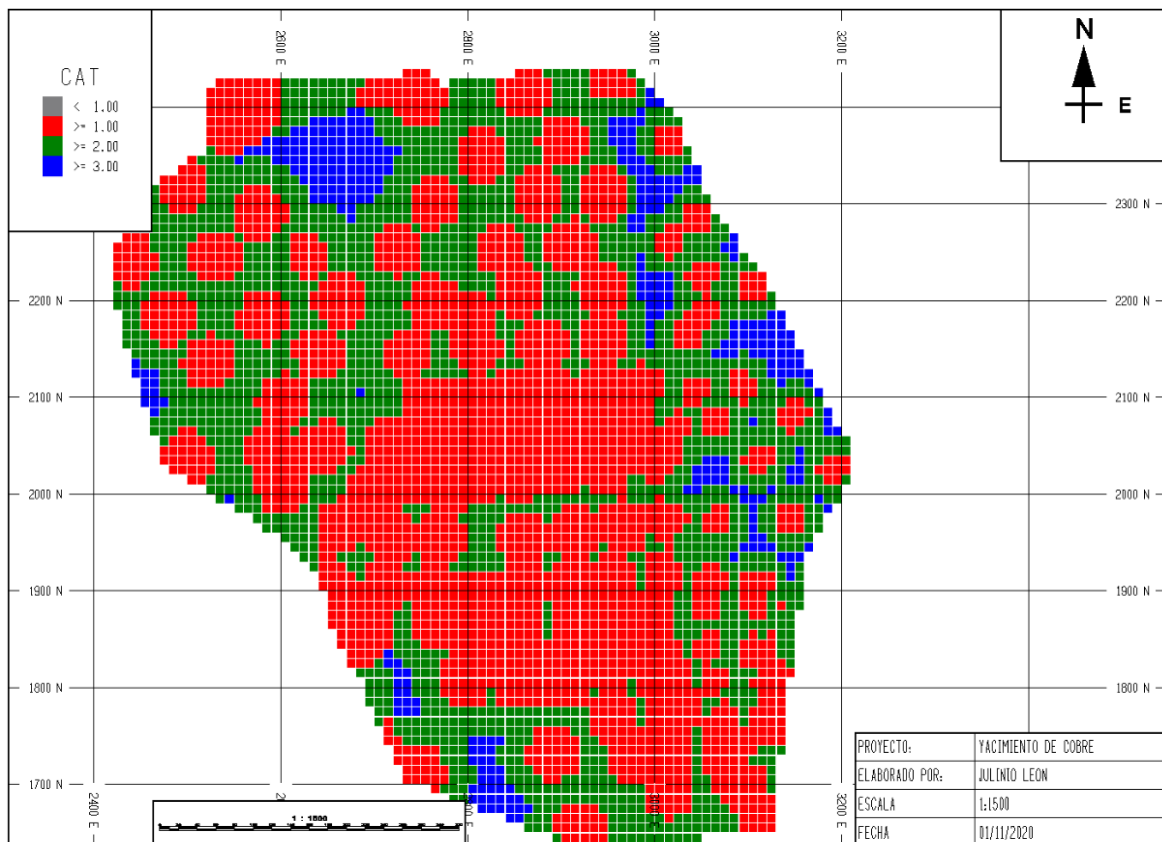 CAT
< 1.00
>= 1.00
>= 2.00
>= 3.00
2600 E
2800 E
3000 E
3200 E
N
E
2300 N
2300 N
2200 N
2200 N
2100 N
2100 N
2000 N
2000 N
1900 N
1900 N
1800 N
1800 N
1700 N
2400 E
3200 E
1 : 1500
PROYECTO: YACIMIENTO DE COBRE
ELABORADO POR: JULINIO LEON
ESCALA 1:1500
FECHA 01/11/2020